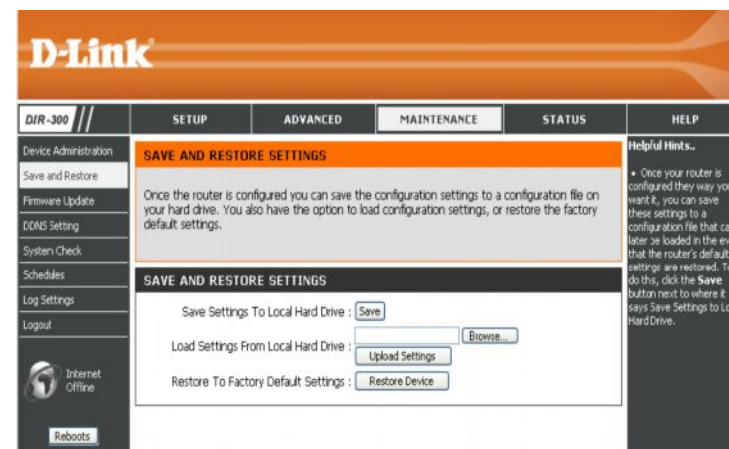 D-Link
DIR-300
SETUP
ADVANCED
MAINTENANCE
STATUS
HELP
Device Administration
Save and Restore
Firmware Update
DDNS Setting
System Check
Schedules
Log Settings
Logout
Internet
Offline
Reboots
SAVE AND RESTORE SETTINGS
Once the router is configured you can save the configuration settings to a configuration file on
your hard drive. You also have the option to load configuration settings, or restore the factory
default settings.
SAVE AND RESTORE SETTINGS
Save Settings To Local Hard Drive : Save
Load Settings From Local Hard Drive : Browse...
Upload Settings
Restore To Factory Default Settings : Restore Device
Helpful Hints..
• Once your router is
configured they way you
want it, you can save
these settings to a
configuration file that ca
later be loaded in the ev
that the router's default
settings are restored. To
do this, click the Save
button next to where it
says Save Settings to Lo
Hard Drive.